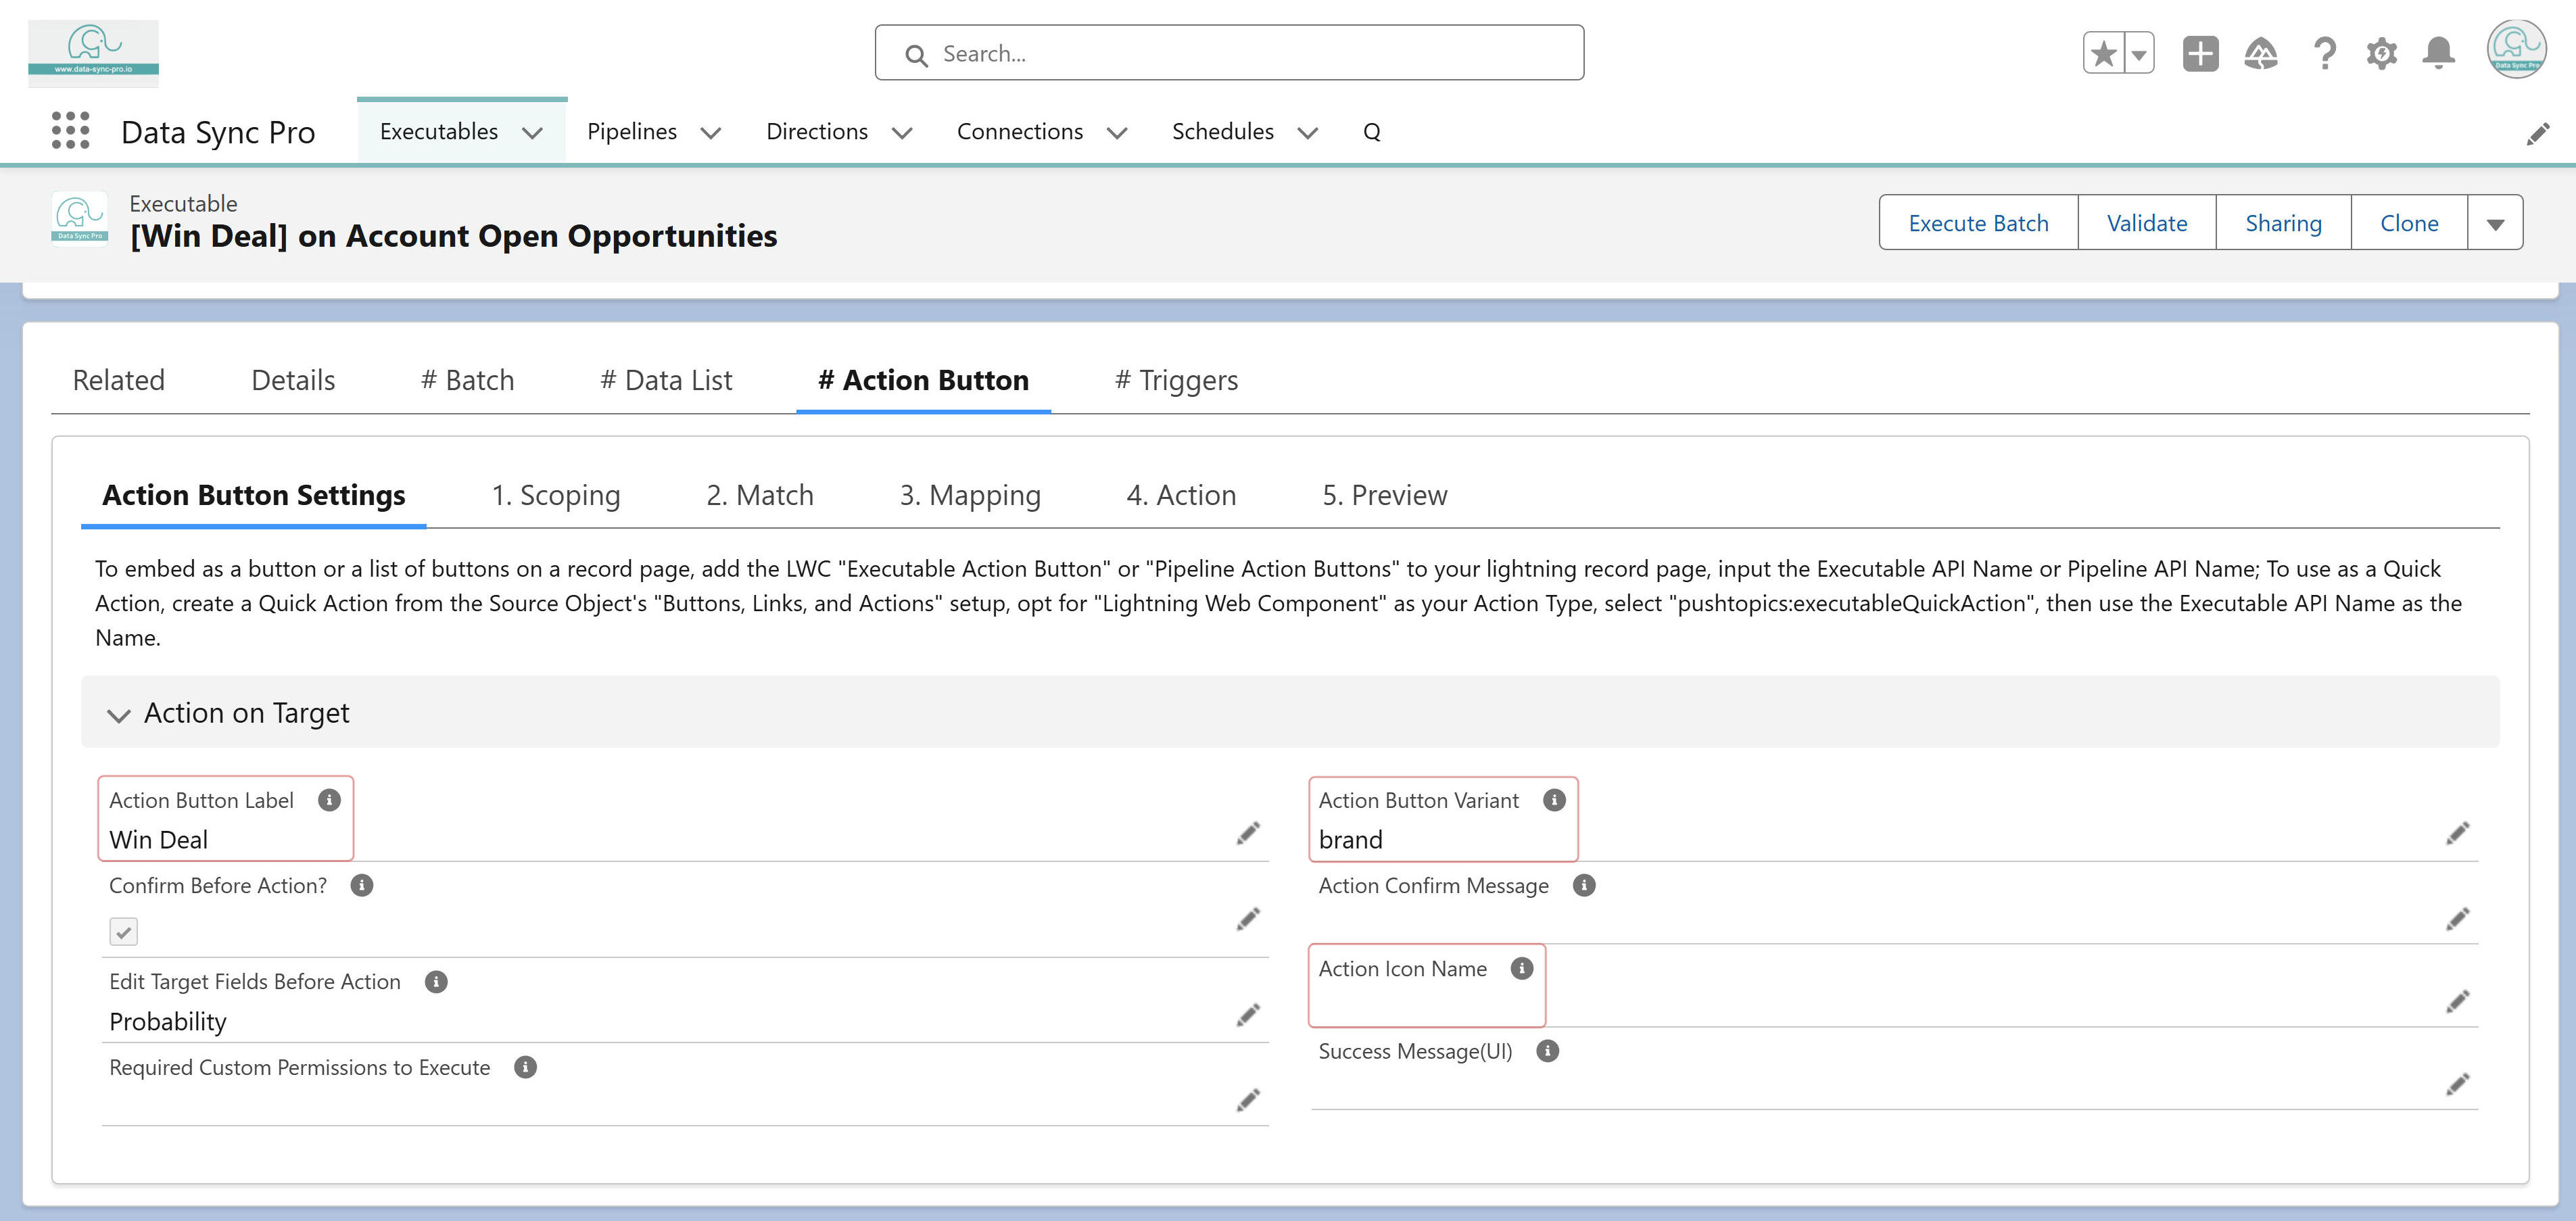 www.data-sync-pro.io
Search...
Data Sync Pro
Data Sync Pro
Executables
Pipelines
Directions
Connections
Schedules
Q
Data Sync Pro
Executable
[Win Deal] on Account Open Opportunities
Execute Batch
Validate
Sharing
Clone
Related
Details
# Batch
# Data List
# Action Button
# Triggers
Action Button Settings
1. Scoping
2. Match
3. Mapping
4. Action
5. Preview
To embed as a button or a list of buttons on a record page, add the LWC "Executable Action Button" or "Pipeline Action Buttons" to your lightning record page, input the Executable API Name or Pipeline API Name; To use as a Quick
Action, create a Quick Action from the Source Object's "Buttons, Links, and Actions" setup, opt for "Lightning Web Component" as your Action Type, select "pushtopics:executableQuickAction", then use the Executable API Name as the
Name.
Action on Target
Action Button Label
Win Deal
Action Button Variant
brand
Confirm Before Action?
Action Confirm Message
Edit Target Fields Before Action
Probability
Action Icon Name
Required Custom Permissions to Execute
Success Message(UI)